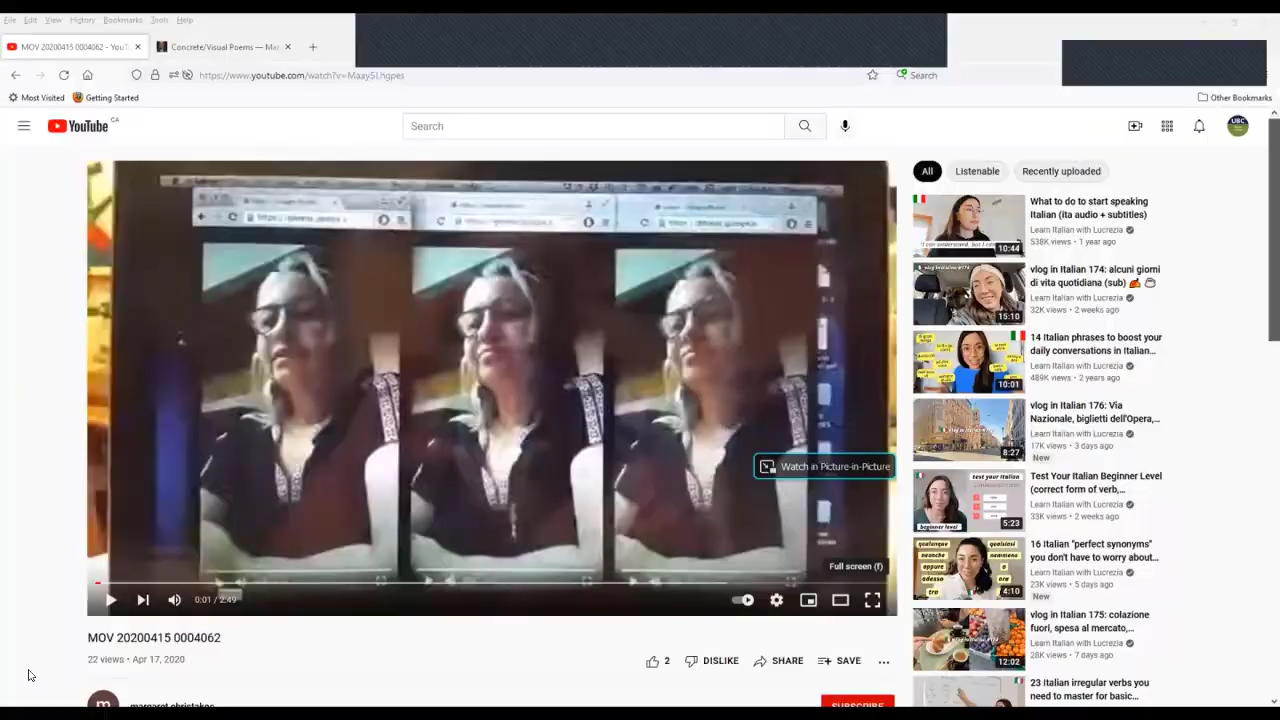 File Edit View History Bookmarks Tools Help
MOV 20200415 0004062 - YouT
Concrete/Visual Poems — Ma
Search
Most Visited
Getting Started
Other Bookmarks
YouTube CA
Search
UBC
All
Listenable
Recently uploaded
What to do to start speaking
Italian (ita audio + subtitles)
Learn Italian with Lucrezia
538K views • 1 year ago
10:44
vlog in Italian 174: alcuni giorni
di vita quotidiana (sub)
Learn Italian with Lucrezia
32K views • 2 weeks ago
15:10
14 Italian phrases to boost your
daily conversations in Italian...
Learn Italian with Lucrezia
489K views • 2 years ago
10:01
vlog in Italian 176: Via
Nazionale, biglietti dell'Opera,...
Learn Italian with Lucrezia
17K views • 3 days ago
New
8:27
Test Your Italian Beginner Level
(correct form of verb,...
Learn Italian with Lucrezia
33K views • 2 weeks ago
test your Italian
beginner level
5:23
16 Italian "perfect synonyms"
you don't have to worry about...
Learn Italian with Lucrezia
23K views • 5 days ago
New
4:10
vlog in Italian 175: colazione
fuori, spesa al mercato,...
Learn Italian with Lucrezia
28K views • 7 days ago
12:02
23 Italian irregular verbs you
need to master for basic...
Watch in Picture-in-Picture
Full screen (f)
0:01 / 2:49
MOV 20200415 0004062
22 views • Apr 17, 2020
2
DISLIKE
SHARE
SAVE
margaret christakos
SUBSCRIBE